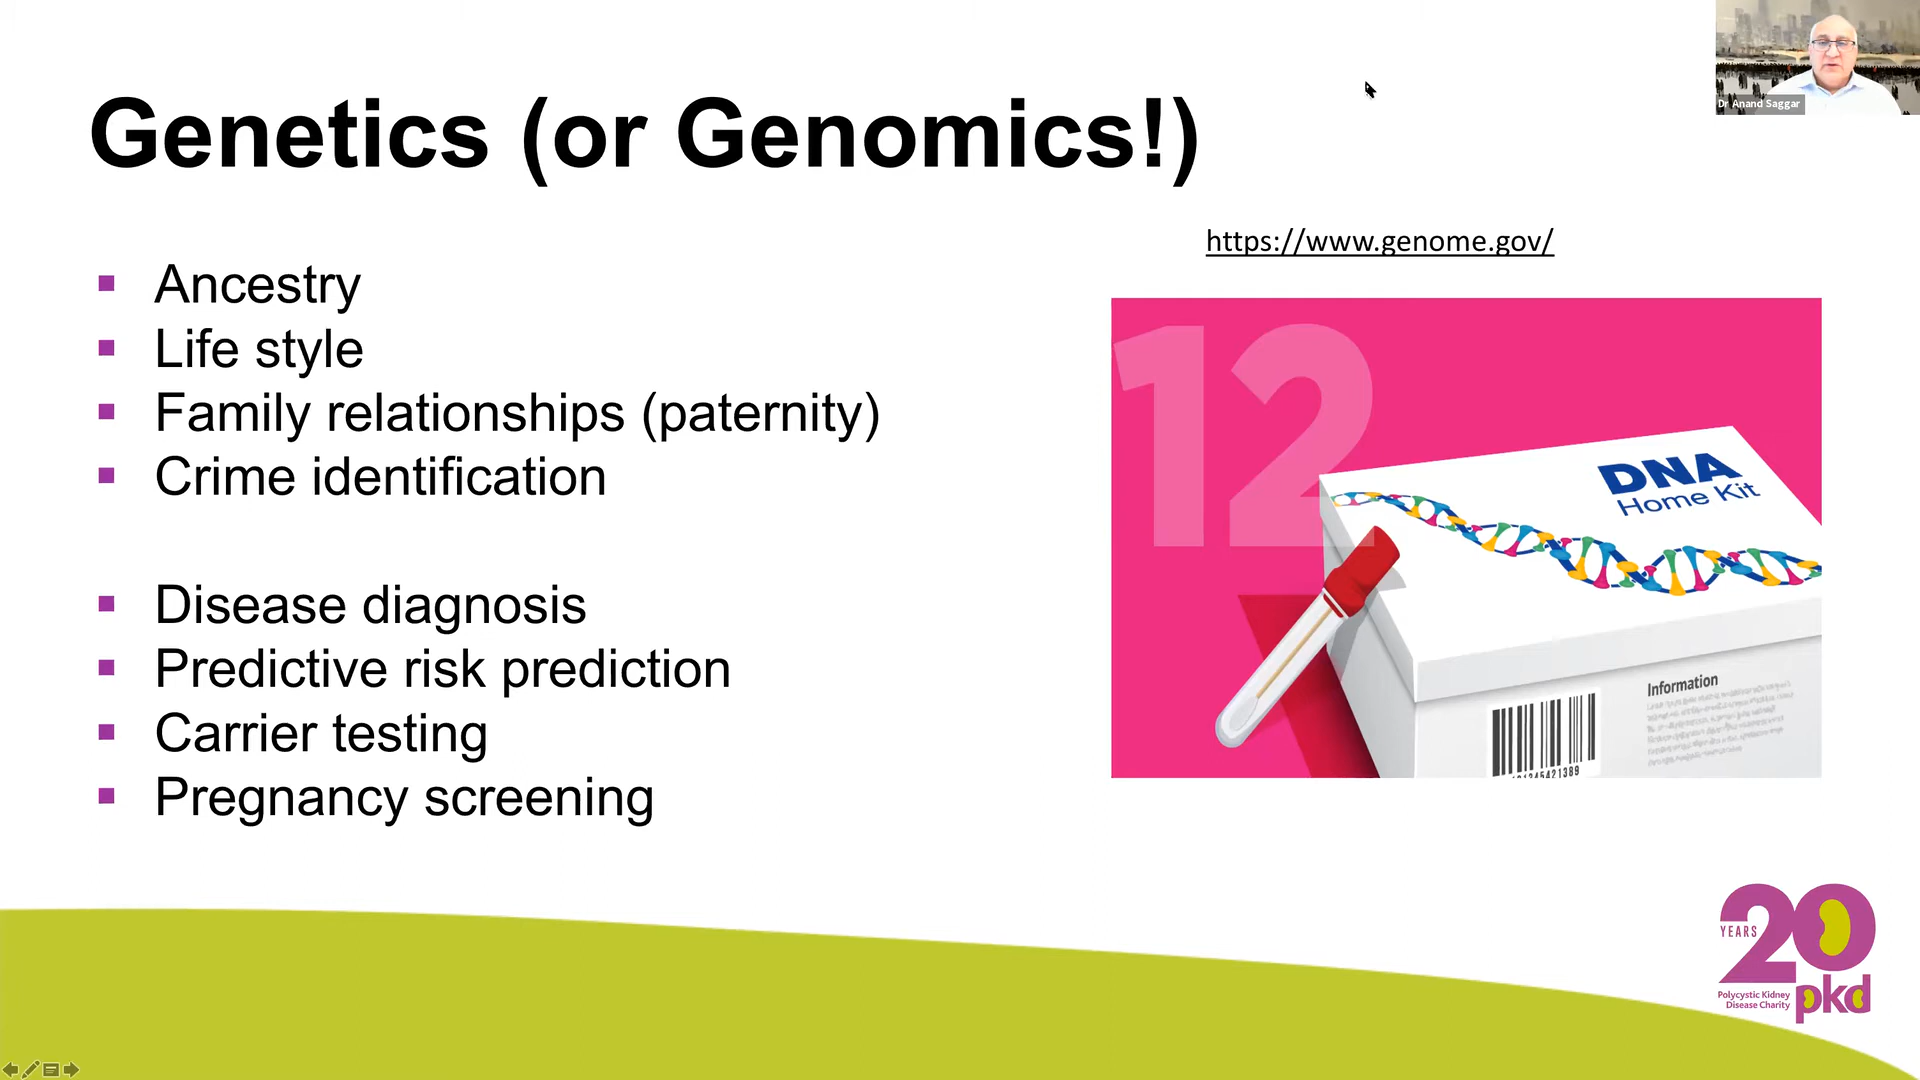 Dr Anand Saggar
Genetics (or Genomics!)
https://www.genome.gov/
Ancestry
Life style
Family relationships (paternity)
Crime identification
Disease diagnosis
Predictive risk prediction
Carrier testing
Pregnancy screening
12
DNA
Home Kit
Information
20
YEARS
Polycystic Kidney
Disease Charity
pkd